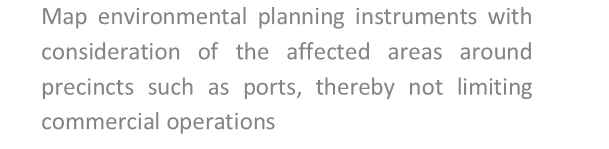 Map environmental planning instruments with
consideration of the affected areas around
precincts such as ports, thereby not limiting
commercial operations